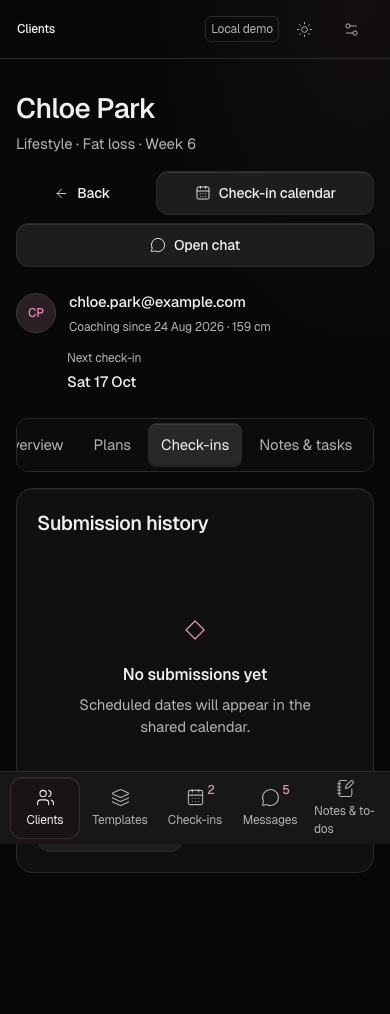 Clients
Local demo
Chloe Park
Lifestyle · Fat loss · Week 6
Back
Check-in calendar
Open chat
CP
chloe.park@example.com
Coaching since 24 Aug 2026 · 159 cm
Next check-in
Sat 17 Oct
verview
Plans
Check-ins
Notes & tasks
Submission history
No submissions yet
Scheduled dates will appear in the
shared calendar.
Clients
Templates
2
Check-ins
5
Messages
Notes & to-
dos